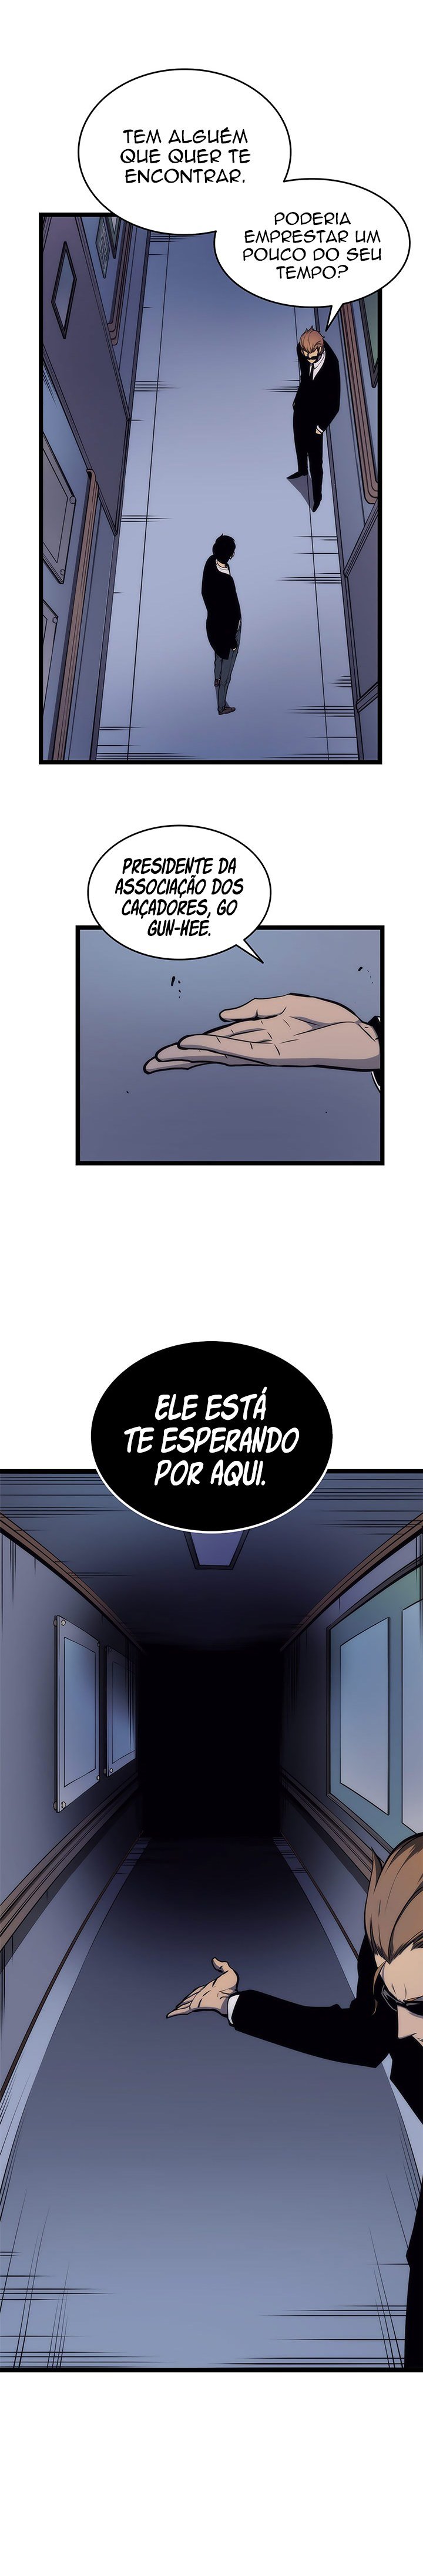 TEM ALGUÉM
QUE QUER TE
ENCONTRAR.
PODERIA
EMPRESTAR UM
POUCO DO SEU
TEMPO?
PRESIDENTE DA
ASSOCIAÇÃO DOS
CAÇADORES, GO
GUN-HEE.
ELE ESTÁ
TE ESPERANDO
POR AQUI.